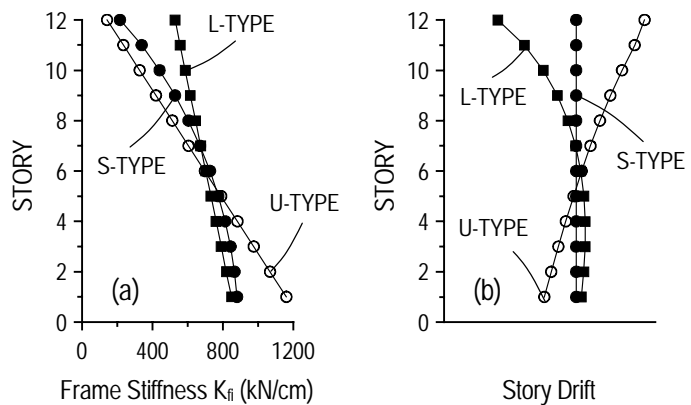 12
10
8
6
4
2
0
STORY
L-TYPE
S-TYPE
U-TYPE
(a)
0 400 800 1200
Frame Stiffness Kfi (kN/cm)
12
10
8
6
4
2
0
STORY
L-TYPE
S-TYPE
U-TYPE
(b)
Story Drift